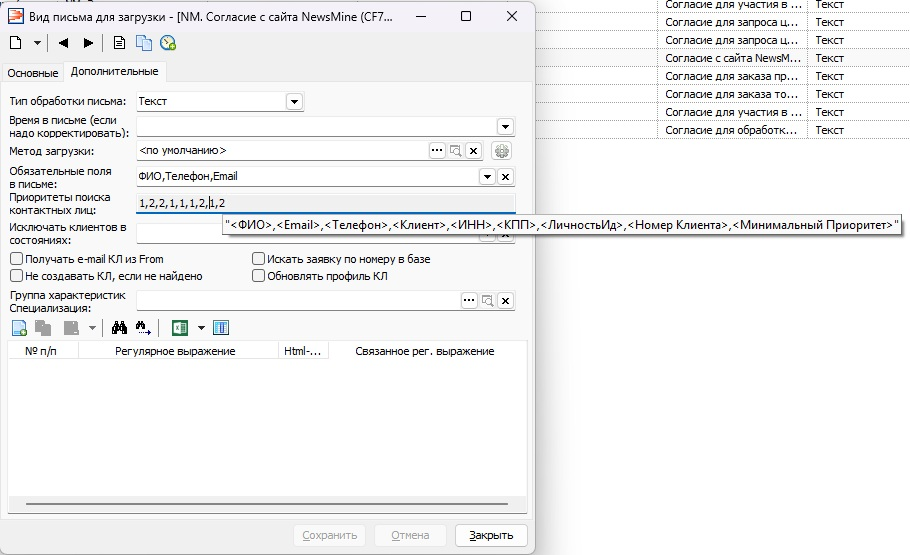 Вид письма для загрузки - [NM. Согласие с сайта NewsMine (CF7...
Основные
Дополнительные
Тип обработки письма:
Текст
Время в письме (если
надо корректировать):
Метод загрузки:
<по умолчанию>
Обязательные поля
в письме:
ФИО,Телефон,Email
Приоритеты поиска
контактных лиц:
1,2,2,1,1,1,2,1,2
"<ФИО>,<Email>,<Телефон>,<Клиент>,<ИНН>,<КПП>,<ЛичностьИд>,<Номер Клиента>,<Минимальный Приоритет>"
Исключать клиентов в
состояниях:
Получать e-mail КЛ из From
Искать заявку по номеру в базе
Не создавать КЛ, если не найдено
Обновлять профиль КЛ
Группа характеристик
Специализация:
№ п/п
Регулярное выражение
Html-...
Связанное рег. выражение
Сохранить
Отмена
Закрыть
Согласие для участия в ... Текст
Согласие для запроса ц... Текст
Согласие для запроса ц... Текст
Согласие с сайта NewsM... Текст
Согласие для заказа пр... Текст
Согласие для заказа то... Текст
Согласие для участия в ... Текст
Согласие для обработк... Текст